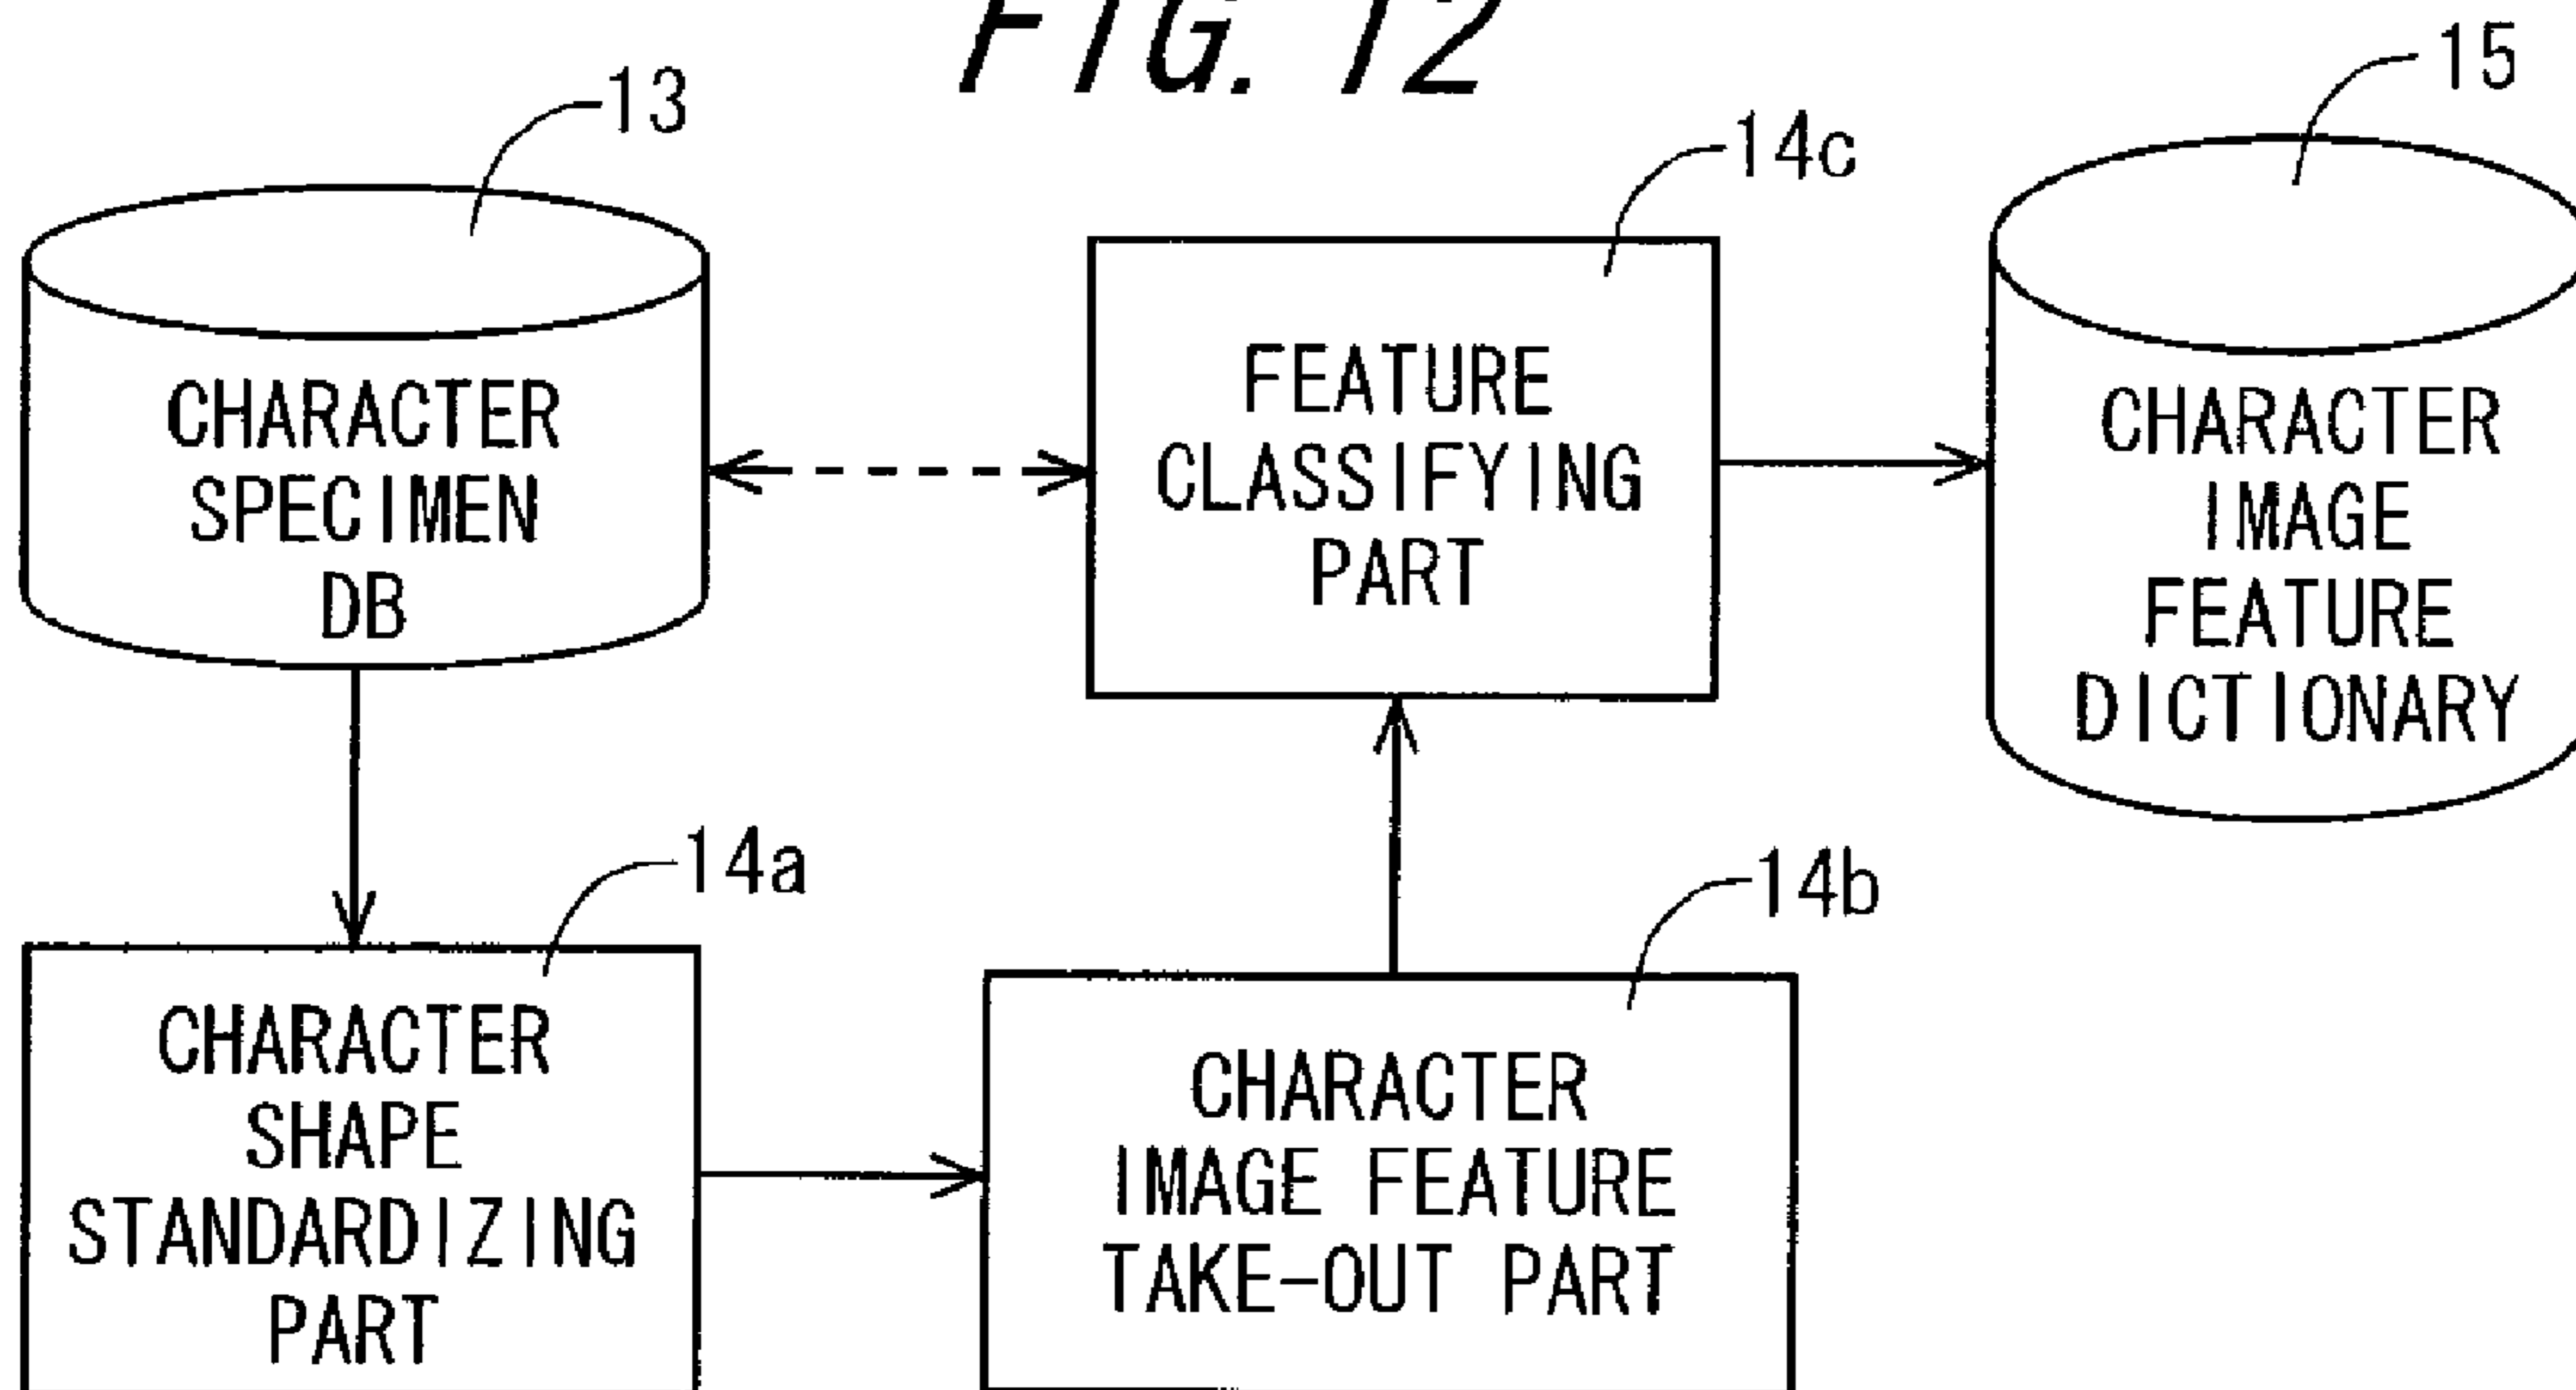 FIG. 12
13
CHARACTER
SPECIMEN
DB
14c
FEATURE
CLASSIFYING
PART
15
CHARACTER
IMAGE
FEATURE
DICTIONARY
14a
CHARACTER
SHAPE
STANDARDIZING
PART
14b
CHARACTER
IMAGE FEATURE
TAKE-OUT PART